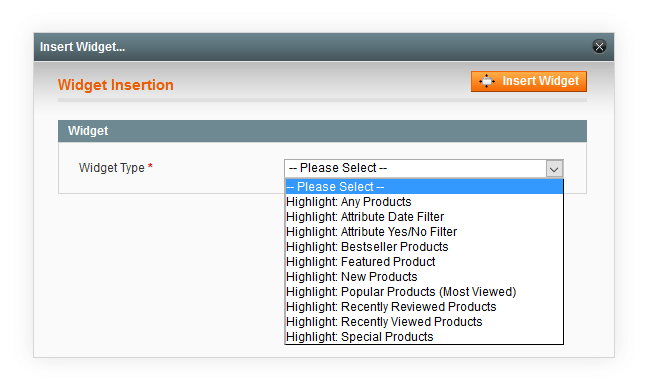 Insert Widget...
Widget Insertion
Insert Widget
Widget
Widget Type *
-- Please Select --
-- Please Select --
Highlight: Any Products
Highlight: Attribute Date Filter
Highlight: Attribute Yes/No Filter
Highlight: Bestseller Products
Highlight: Featured Product
Highlight: New Products
Highlight: Popular Products (Most Viewed)
Highlight: Recently Reviewed Products
Highlight: Recently Viewed Products
Highlight: Special Products